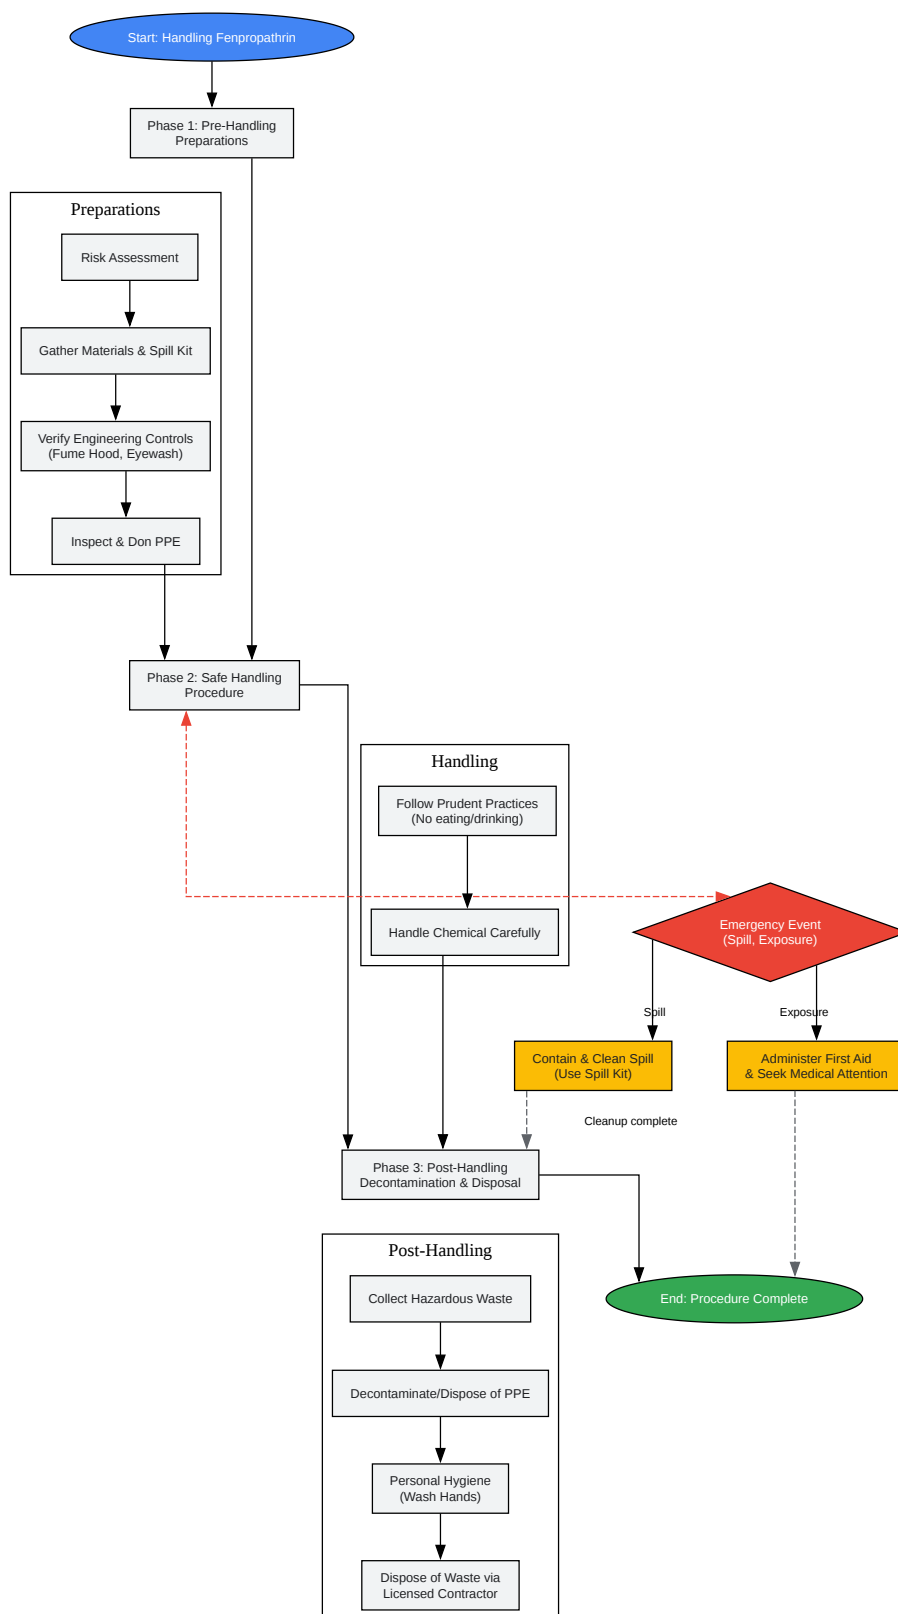 Start: Handling Fenpropathrin
Phase 1: Pre-Handling
Preparations
Preparations
Risk Assessment
Gather Materials & Spill Kit
Verify Engineering Controls
(Fume Hood, Eyewash)
Inspect & Don PPE
Phase 2: Safe Handling
Procedure
Handling
Follow Prudent Practices
(No eating/drinking)
Handle Chemical Carefully
Emergency Event
(Spill, Exposure)
Spill
Exposure
Contain & Clean Spill
(Use Spill Kit)
Administer First Aid
& Seek Medical Attention
Cleanup complete
Phase 3: Post-Handling
Decontamination & Disposal
Post-Handling
Collect Hazardous Waste
End: Procedure Complete
Decontaminate/Dispose of PPE
Personal Hygiene
(Wash Hands)
Dispose of Waste via
Licensed Contractor